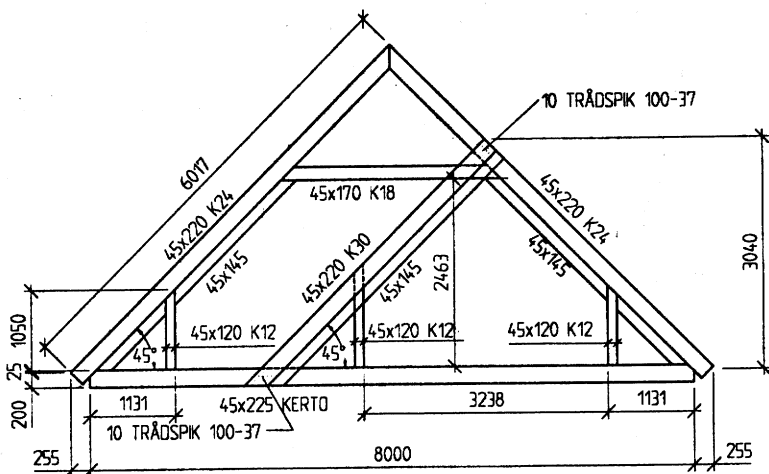 10 TRÅDSPIK 100-37
6017
45x220 K24
45x170 K18
45x220 K24
45x145
45x220 K30
45x145
2463
45x145
3040
1050
45x120 K12
45x120 K12
45x120 K12
45°
45°
25
200
1131
45x225 KERTO
3238
1131
10 TRÅDSPIK 100-37
255
8000
255